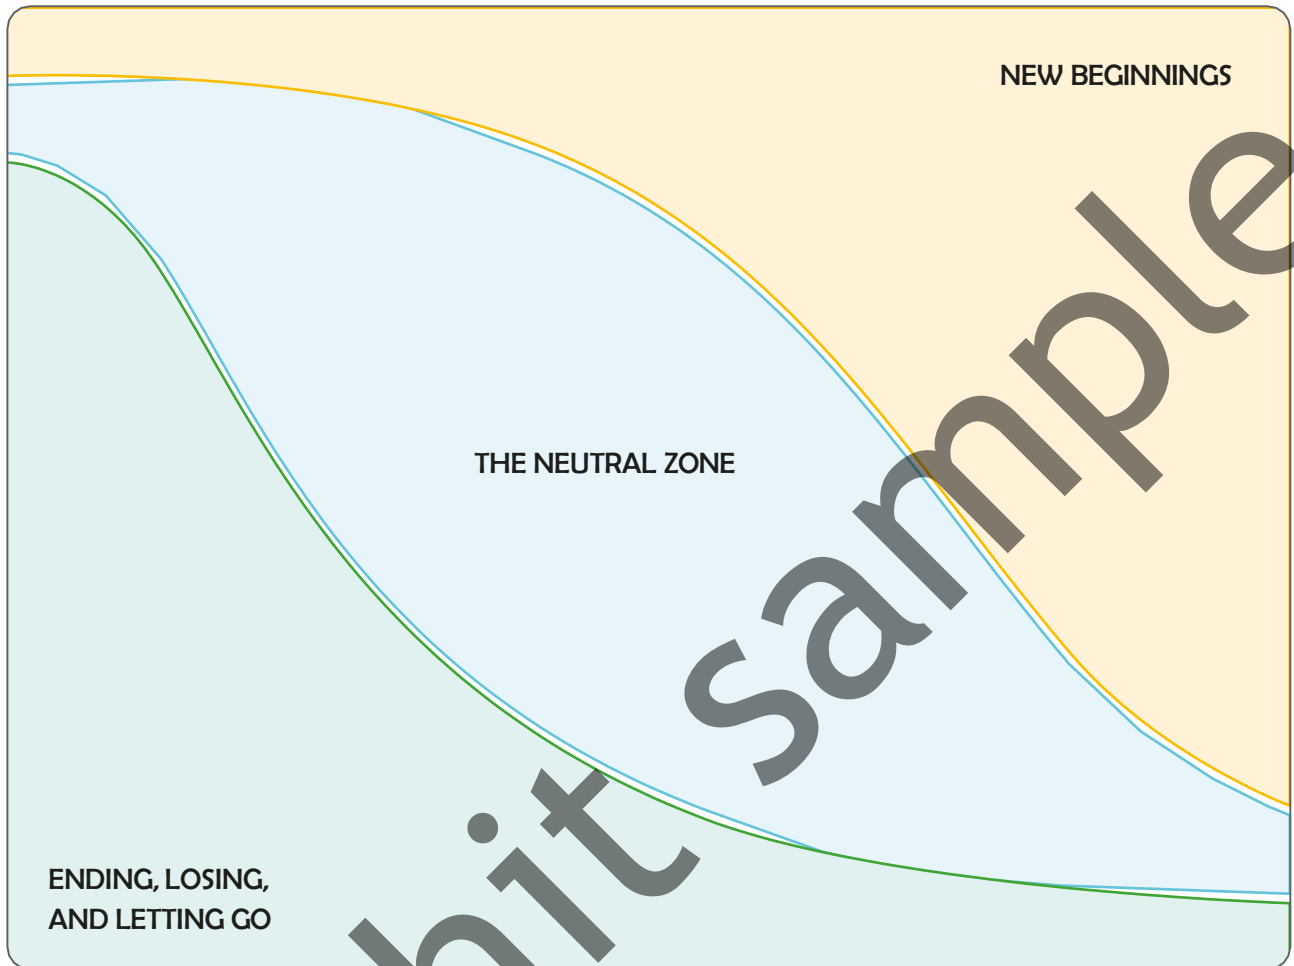 NEW BEGINNINGS
THE NEUTRAL ZONE
ENDING, LOSING,
AND LETTING GO
sample